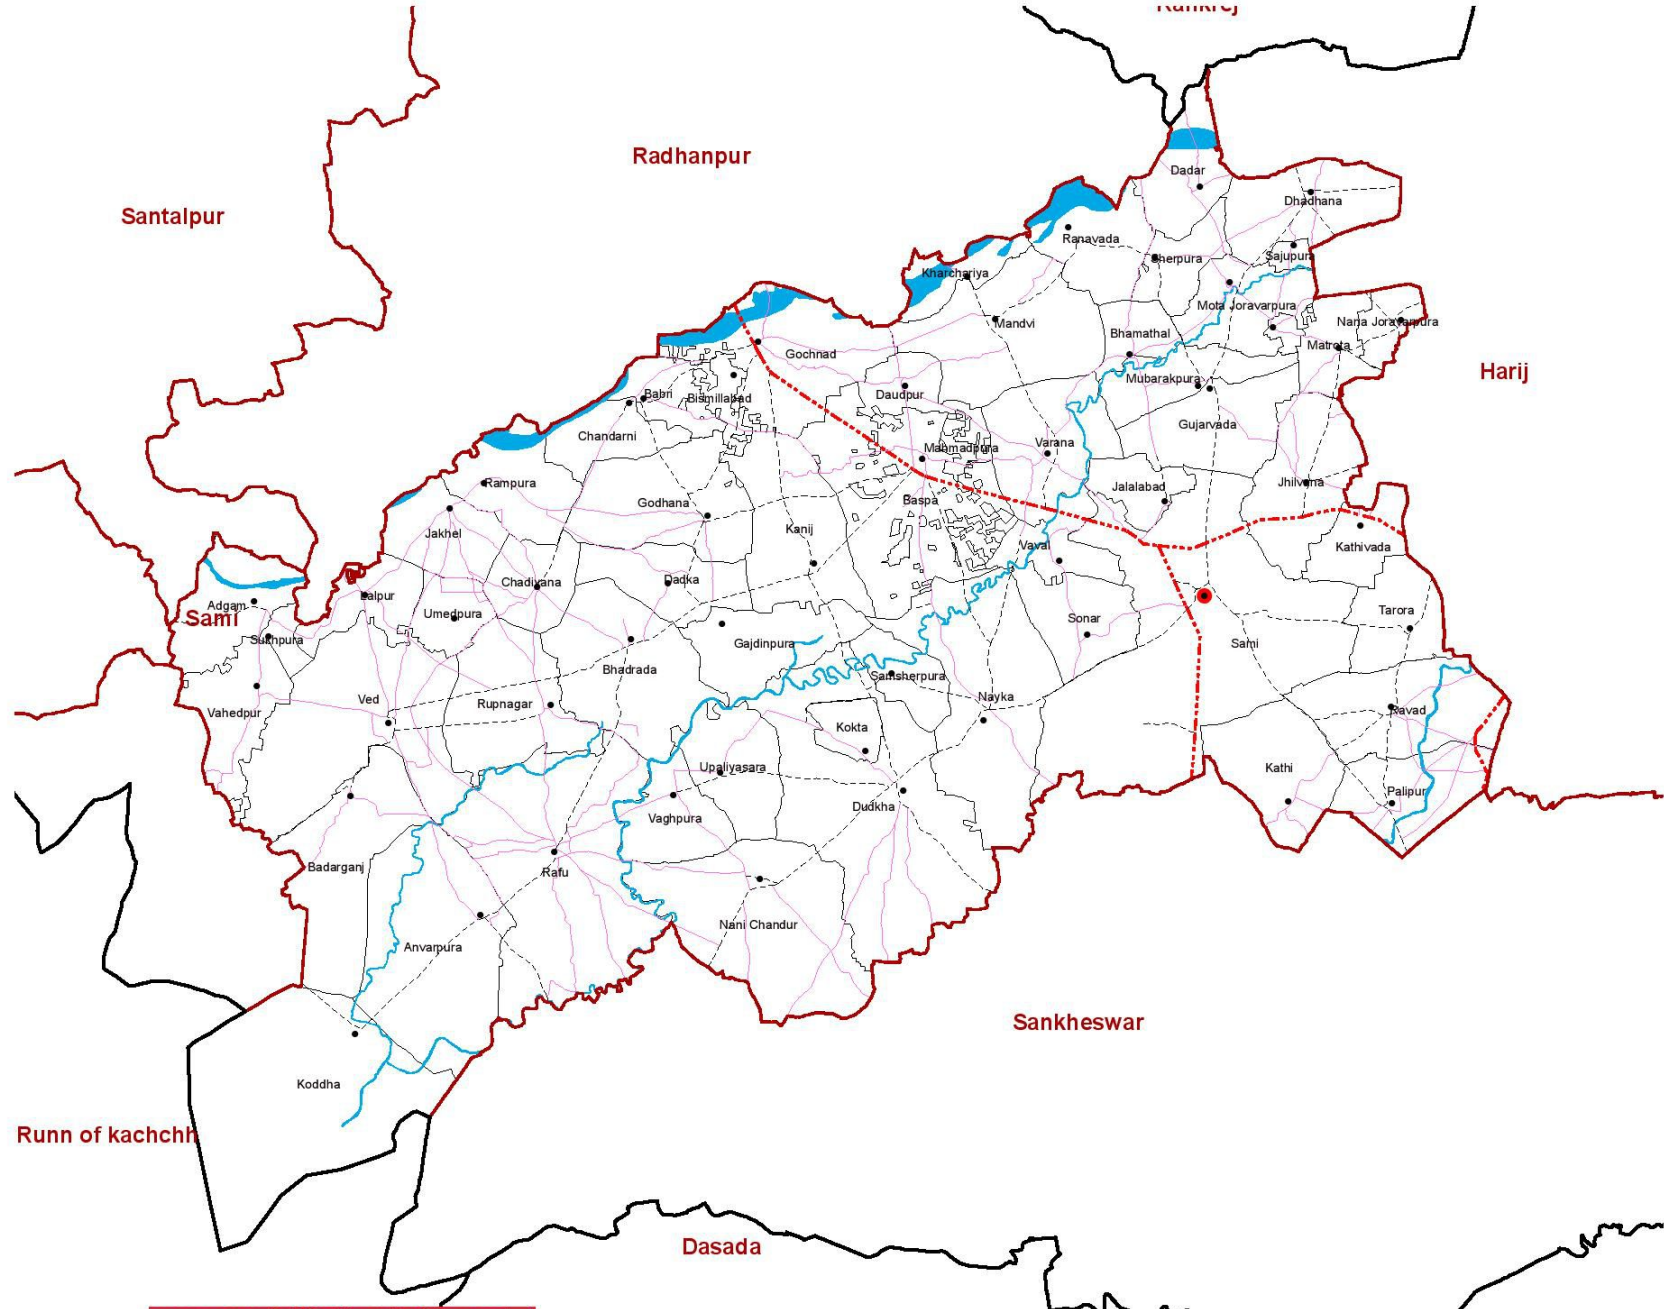 Kankrej
Radhanpur
Dadar
Dhadhana
Santalpur
Ranavada
Sherpura
Sajupura
Kharchariya
Mota Joravarpura
Mandvi
Nana Joravarpura
Bhamathal
Matrota
Gochnad
Harij
Mubarakpura
Babri
Bismillabad
Daudpur
Gujarvada
Chandarni
Varana
Mahmadpura
Rampura
Jhilvana
Jalalabad
Godhana
Baspa
Kanij
Jakhel
Vaval
Kathivada
Chadiyana
Dadka
Lalpur
Adgam
Tarora
Sami
Umedpura
Sonar
Sukhpura
Gajdinpura
Sami
Bhadrada
Samsherpura
Nayka
Ved
Rupnagar
Vahedpur
Ravad
Kokta
Upaliyasara
Kathi
Palipur
Dudkha
Vaghpura
Badarganj
Rafu
Nani Chandur
Anvarpura
Sankheswar
Koddha
Runn of kachchh
Dasada